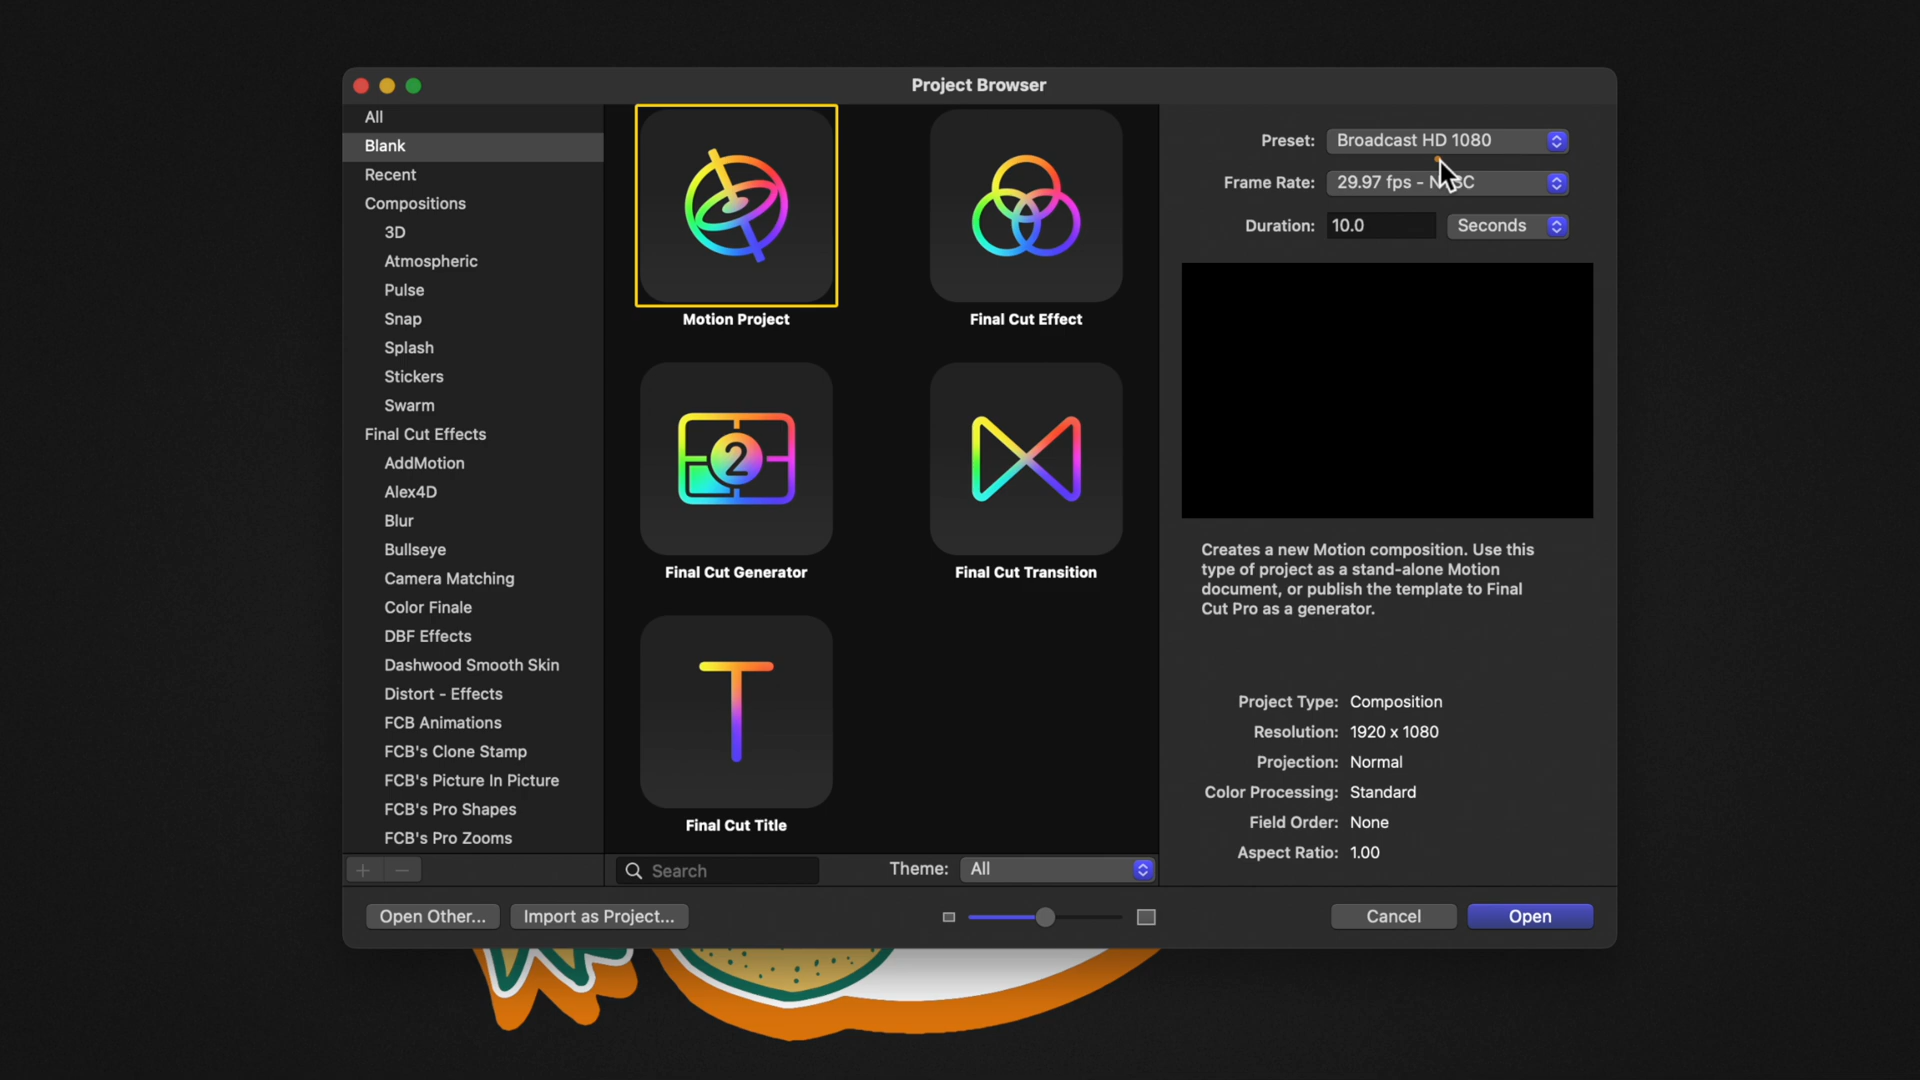 Project Browser
All
Blank
Recent
Compositions
3D
Atmospheric
Pulse
Snap
Splash
Stickers
Swarm
Final Cut Effects
AddMotion
Alex4D
Blur
Bullseye
Camera Matching
Color Finale
DBF Effects
Dashwood Smooth Skin
Distort - Effects
FCB Animations
FCB's Clone Stamp
FCB's Picture In Picture
FCB's Pro Shapes
FCB's Pro Zooms
Motion Project
Final Cut Effect
2
Final Cut Generator
Final Cut Transition
T
Final Cut Title
Search
Theme: All
Preset: Broadcast HD 1080
Frame Rate: 29.97 fps -
Duration: 10.0 Seconds
Creates a new Motion composition. Use this
type of project as a stand-alone Motion
document, or publish the template to Final
Cut Pro as a generator.
Project Type: Composition
Resolution: 1920 x 1080
Projection: Normal
Color Processing: Standard
Field Order: None
Aspect Ratio: 1.00
Open Other...
Import as Project...
Cancel
Open